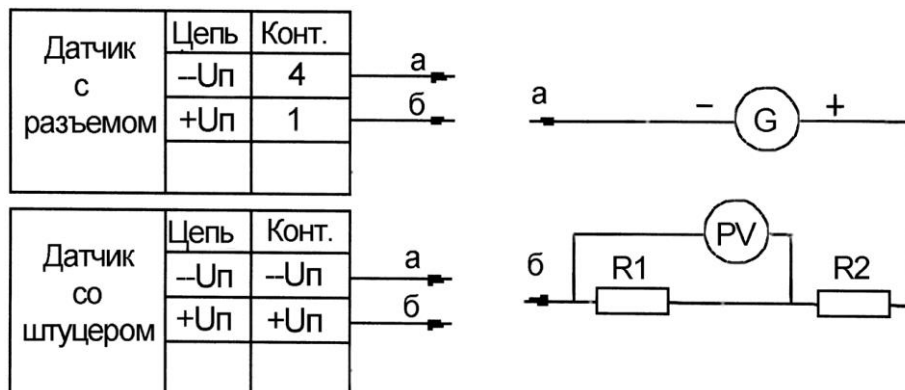 Датчик
с
разъемом
Цепь Конт.
--Uп 4
+Uп 1
а
б
Датчик
со
штуцером
Цепь Конт.
--Uп --Uп
+Uп +Uп
а
б
а − G +
PV
б R1 R2